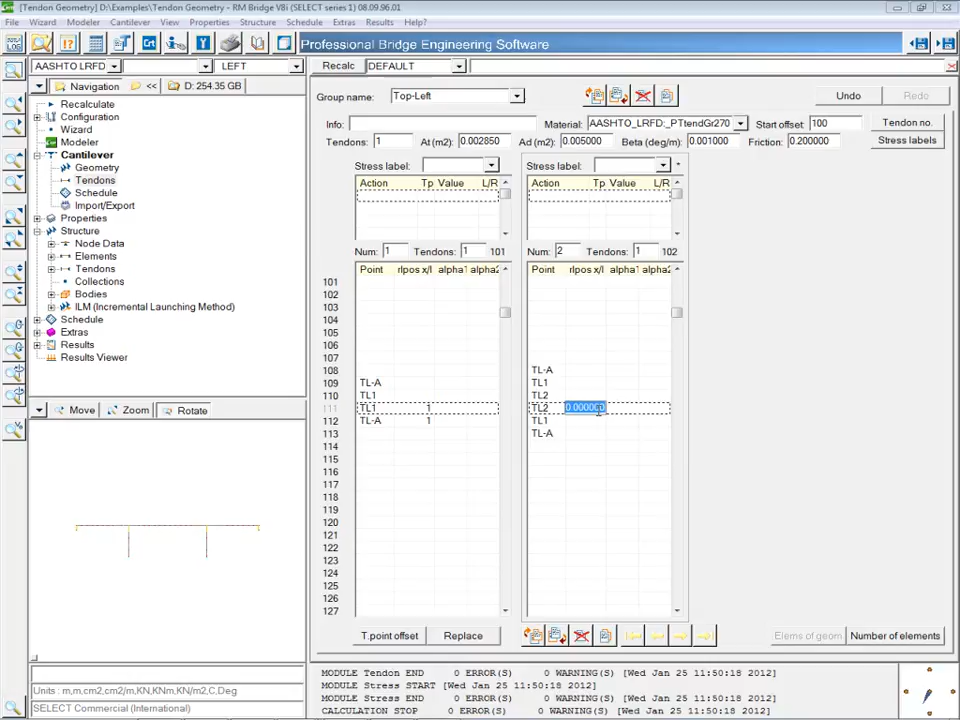 [Tendon Geometry] D:\Examples\Tendon Geometry - RM Bridge V8i (SELECT series 1) 08.09.96.01
File Wizard Modeler Cantilever View Properties Structure Schedule Extras Results Help?
Professional Bridge Engineering Software
AASHTO LRFD LEFT Recalc DEFAULT
Navigation << D: 254.35 GB
Recalculate
Configuration
Wizard
Modeler
Cantilever
Geometry
Tendons
Schedule
Import/Export
Properties
Structure
Node Data
Elements
Tendons
Collections
Bodies
ILM (Incremental Launching Method)
Schedule
Extras
Results
Results Viewer
Move Zoom Rotate
Units : m,m,cm2,cm2/m,KN,KNm,KN/m2,C,Deg
SELECT Commercial (International)
Group name: Top-Left Undo Redo
Info: Material: AASHTO_LRFD:_PTtendGr270 Start offset: 100 Tendon no.
Tendons: 1 At(m2): 0.002850 Ad (m2): 0.005000 Beta (deg/m): 0.001000 Friction: 0.200000 Stress labels
Stress label: Stress label:
Action Tp Value L/R Action Tp Value L/R
Num: 1 Tendons: 1 101 Num: 2 Tendons: 1 102
Point rlpos x/l alpha1 alpha2 Point rlpos x/l alpha1 alpha2
101
102
103
104
105
106
107
108 TL-A
109 TL-A TL1
110 TL1 TL2
111 TL1 1 TL2 0.000000
112 TL-A 1 TL1
113 TL-A
114
115
116
117
118
119
120
121
122
123
124
125
126
127
T.point offset Replace Elems of geom Number of elements
MODULE Tendon END 0 ERROR(S) 0 WARNING(S) [Wed Jan 25 11:50:18 2012]
MODULE Stress START [Wed Jan 25 11:50:18 2012]
MODULE Stress END 0 ERROR(S) 0 WARNING(S) [Wed Jan 25 11:50:18 2012]
CALCULATION STOP 0 ERROR(S) 0 WARNING(S) [Wed Jan 25 11:50:18 2012]